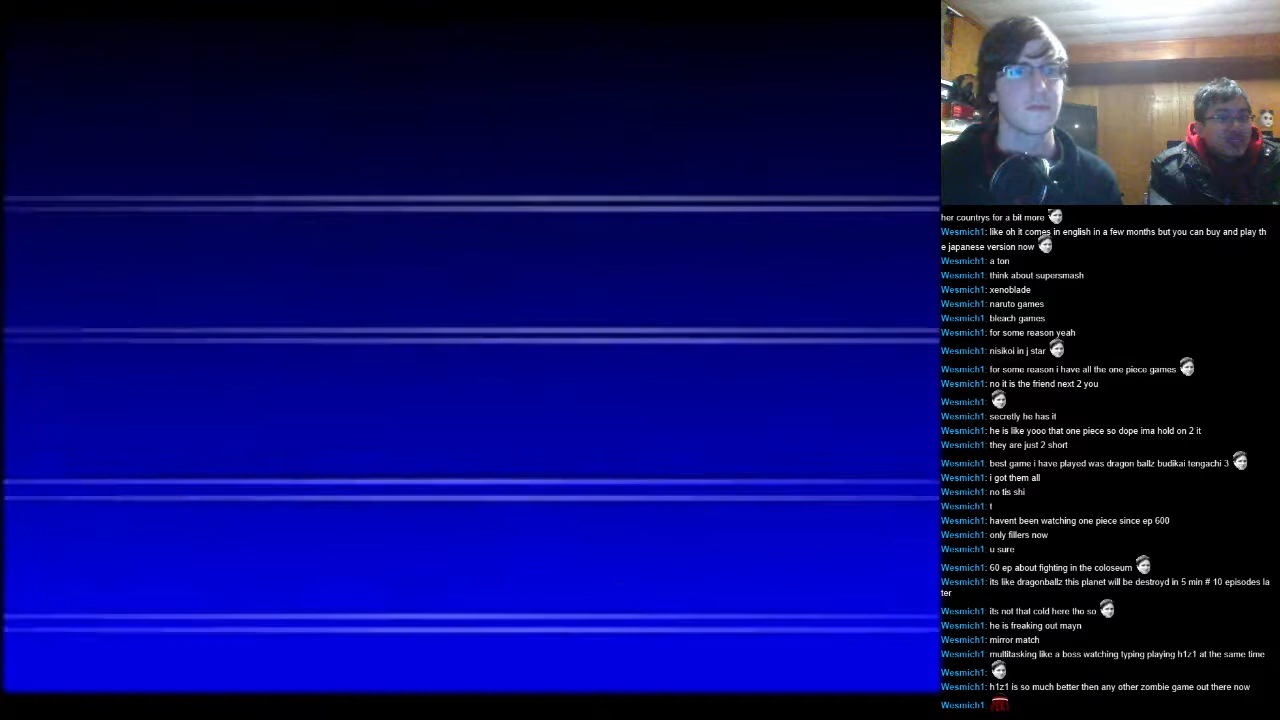 her countrys for a bit more
Wesmich1: like oh it comes in english in a few months but you can buy and play th
e japanese version now
Wesmich1: a ton
Wesmich1: think about supersmash
Wesmich1: xenoblade
Wesmich1: naruto games
Wesmich1: bleach games
Wesmich1: for some reason yeah
Wesmich1: nisikoi in j star
Wesmich1: for some reason i have all the one piece games
Wesmich1: no it is the friend next 2 you
Wesmich1:
Wesmich1: secretly he has it
Wesmich1: he is like yooo that one piece so dope ima hold on 2 it
Wesmich1: they are just 2 short
Wesmich1: best game i have played was dragon ballz budikai tengachi 3
Wesmich1: i got them all
Wesmich1: no tis shi
Wesmich1: t
Wesmich1: havent been watching one piece since ep 600
Wesmich1: only fillers now
Wesmich1: u sure
Wesmich1: 60 ep about fighting in the coloseum
Wesmich1: its like dragonballz this planet will be destroyd in 5 min # 10 episodes la
ter
Wesmich1: its not that cold here tho so
Wesmich1: he is freaking out mayn
Wesmich1: mirror match
Wesmich1: multitasking like a boss watching typing playing h1z1 at the same time
Wesmich1:
Wesmich1: h1z1 is so much better then any other zombie game out there now
Wesmich1: